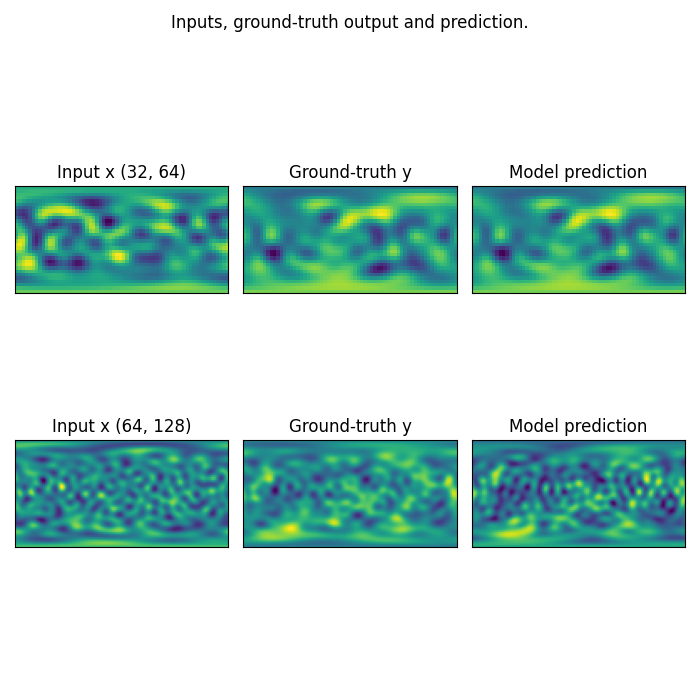 Inputs, ground-truth output and prediction.
Input x (32, 64)
Ground-truth y
Model prediction
Input x (64, 128)
Ground-truth y
Model prediction